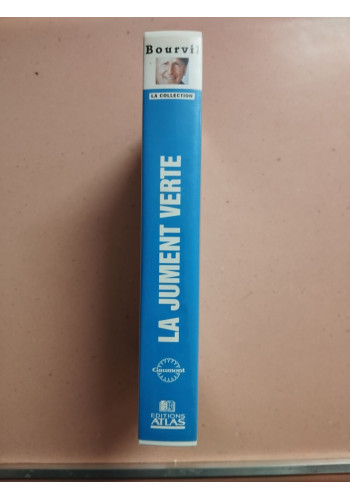 Bourvil
LA COLLECTION
LA JUMENT VERTE
Gaumont
EDITIONS
ATLAS